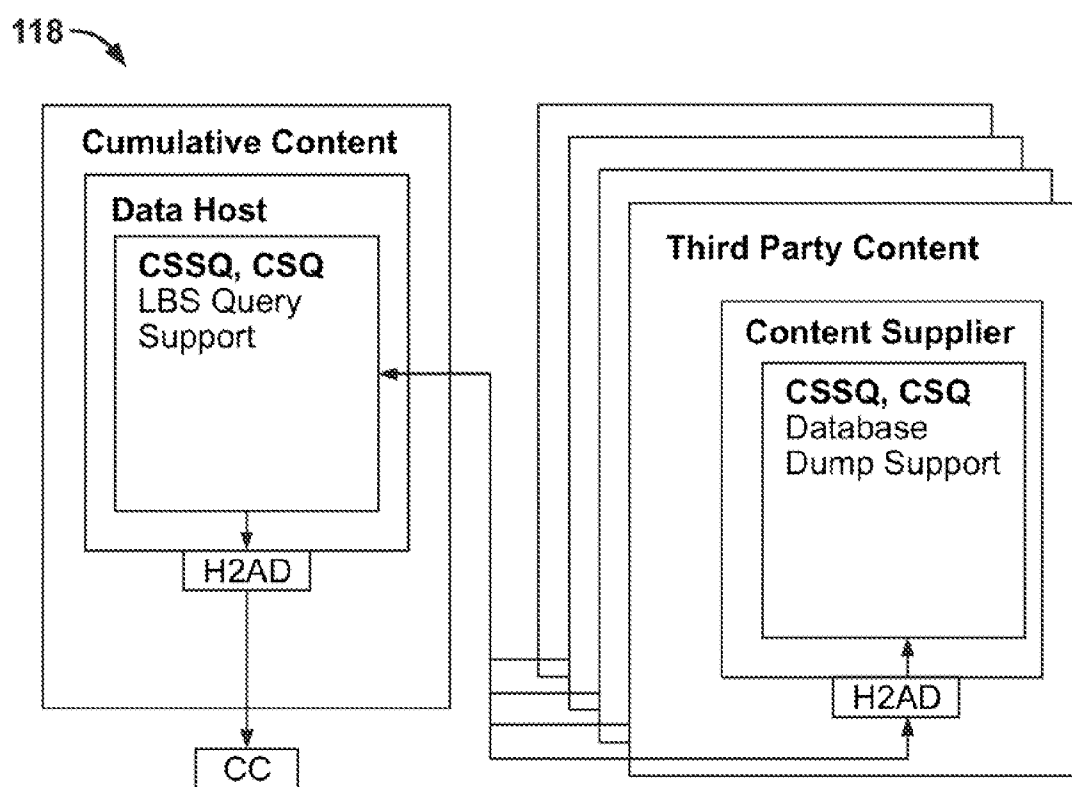 118
Cumulative Content
Data Host
CSSQ, CSQ
LBS Query
Support
H2AD
CC
Third Party Content
Content Supplier
CSSQ, CSQ
Database
Dump Support
H2AD